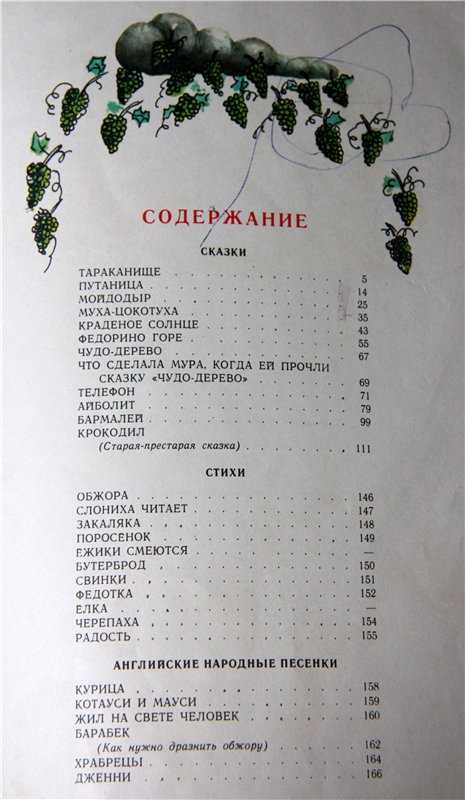 СОДЕРЖАНИЕ
СКАЗКИ
ТАРАКАНИЩЕ . . . . . . . . . . . 5
ПУТАНИЦА . . . . . . . . . . . 14
МОЙДОДЫР . . . . . . . . . . . 25
МУХА-ЦОКОТУХА . . . . . . . . . . 35
КРАДЕНОЕ СОЛНЦЕ . . . . . . . . . 43
ФЕДОРИНО ГОРЕ . . . . . . . . . . 55
ЧУДО-ДЕРЕВО . . . . . . . . . . 67
ЧТО СДЕЛАЛА МУРА, КОГДА ЕЙ ПРОЧЛИ
СКАЗКУ «ЧУДО-ДЕРЕВО» . . . . . . . 69
ТЕЛЕФОН . . . . . . . . . . . 71
АЙБОЛИТ . . . . . . . . . . . 79
БАРМАЛЕЙ . . . . . . . . . . . 99
КРОКОДИЛ
(Старая-престарая сказка) . . . . . . . 111
СТИХИ
ОБЖОРА . . . . . . . . . . . 146
СЛОНИХА ЧИТАЕТ . . . . . . . . . 147
ЗАКАЛЯКА . . . . . . . . . . . 148
ПОРОСЕНОК . . . . . . . . . . . 149
ЕЖИКИ СМЕЮТСЯ . . . . . . . . . —
БУТЕРБРОД . . . . . . . . . . . 150
СВИНКИ . . . . . . . . . . . 151
ФЕДОТКА . . . . . . . . . . . 152
ЕЛКА . . . . . . . . . . . —
ЧЕРЕПАХА . . . . . . . . . . . 154
РАДОСТЬ . . . . . . . . . . . 155
АНГЛИЙСКИЕ НАРОДНЫЕ ПЕСЕНКИ
КУРИЦА . . . . . . . . . . . 158
КОТАУСИ И МАУСИ . . . . . . . . . 159
ЖИЛ НА СВЕТЕ ЧЕЛОВЕК . . . . . . . 160
БАРАБЕК
(Как нужно дразнить обжору) . . . . . . 162
ХРАБРЕЦЫ . . . . . . . . . . . 164
ДЖЕННИ . . . . . . . . . . . 166